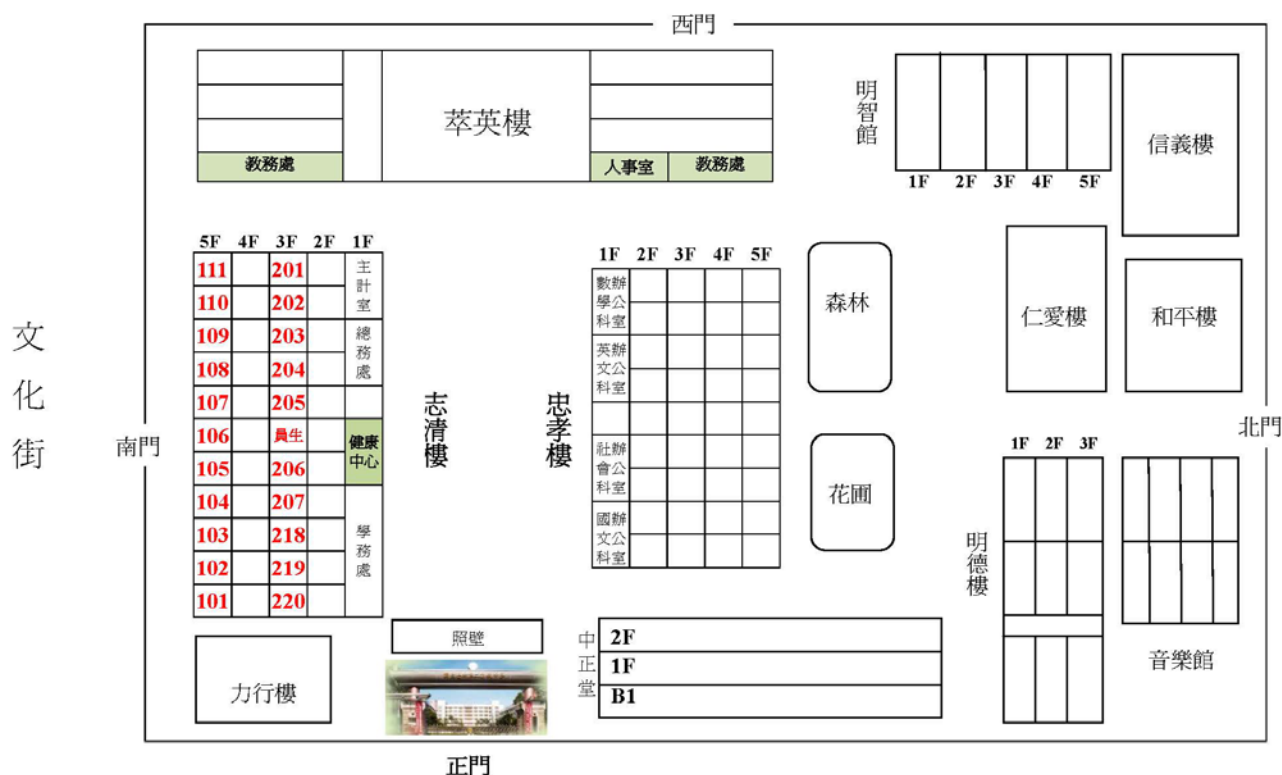 西門
萃英樓
教務處
人事室
教務處
明智館
1F 2F 3F 4F 5F
信義樓
5F 4F 3F 2F 1F
111 201
110 202
109 203
108 204
107 205
106 員生
105 206
104 207
103 218
102 219
101 220
主計室
總務處
健康
中心
學務處
志清樓
忠孝樓
1F 2F 3F 4F 5F
數學科
辦公室
英文科
辦公室
社會科
辦公室
國文科
辦公室
森林
花圃
仁愛樓
和平樓
文化街
南門
北門
明德樓
1F 2F 3F
音樂館
力行樓
照壁
中正堂
2F
1F
B1
正門